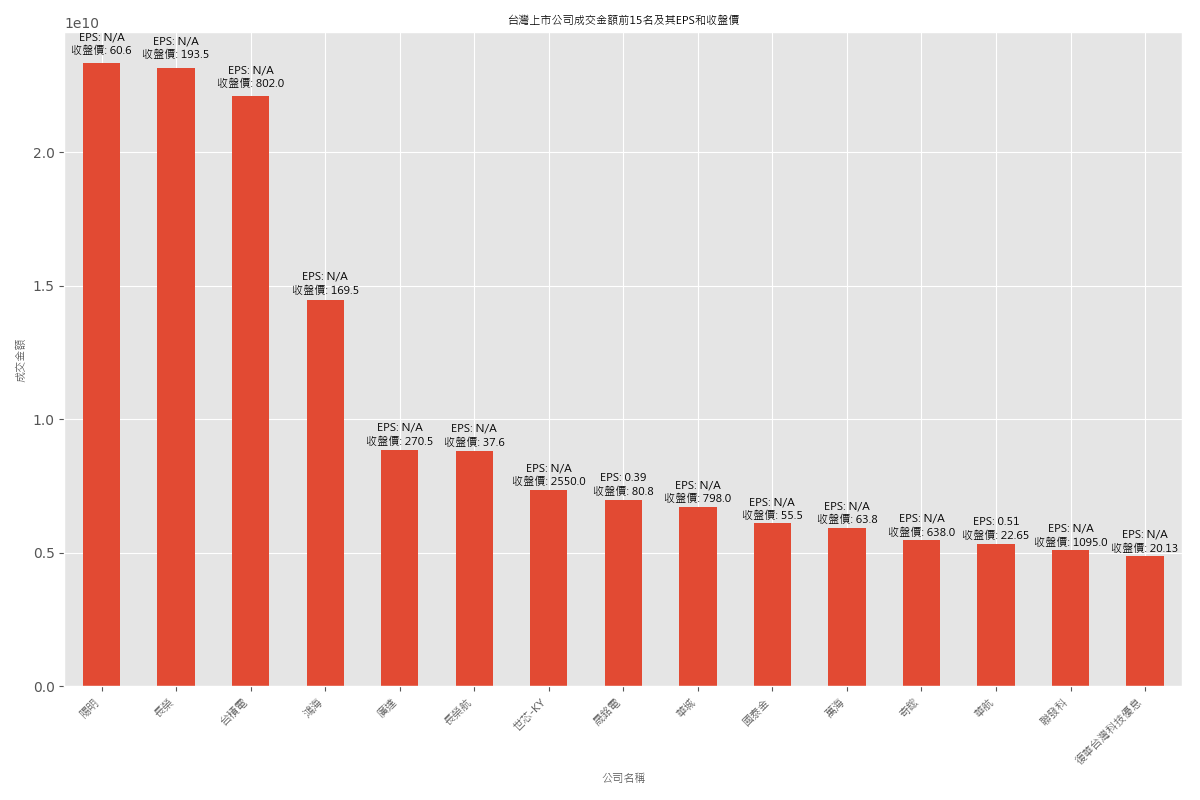 台灣上市公司成交金額前15名及其EPS和收盤價
1e10
EPS: N/A
收盤價: 60.6
EPS: N/A
收盤價: 193.5
EPS: N/A
收盤價: 802.0
EPS: N/A
收盤價: 169.5
EPS: N/A
收盤價: 270.5
EPS: N/A
收盤價: 37.6
EPS: N/A
收盤價: 2550.0
EPS: 0.39
收盤價: 80.8
EPS: N/A
收盤價: 798.0
EPS: N/A
收盤價: 55.5
EPS: N/A
收盤價: 63.8
EPS: N/A
收盤價: 638.0
EPS: 0.51
收盤價: 22.65
EPS: N/A
收盤價: 1095.0
EPS: N/A
收盤價: 20.13
2.0
1.5
1.0
0.5
0.0
成交金額
陽明
長榮
台積電
鴻海
廣達
長榮航
世芯-KY
晟銘電
華城
國泰金
萬海
奇鋐
華航
聯發科
復華台灣科技優息
公司名稱